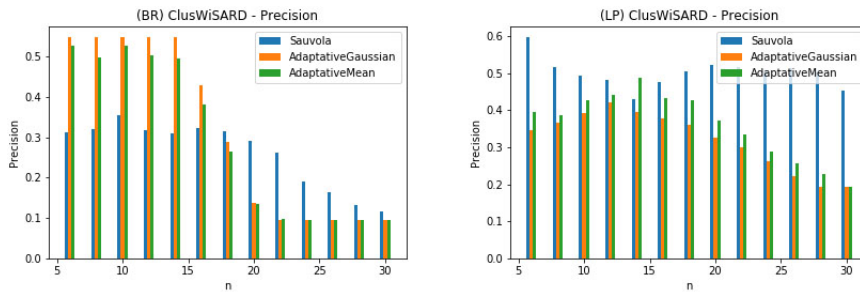 (BR) ClusWiSARD - Precision
Sauvola
AdaptativeGaussian
AdaptativeMean
Precision
0.5
0.4
0.3
0.2
0.1
0.0
5 10 15 20 25 30
n
(LP) ClusWiSARD - Precision
Sauvola
AdaptativeGaussian
AdaptativeMean
Precision
0.6
0.5
0.4
0.3
0.2
0.1
0.0
5 10 15 20 25 30
n